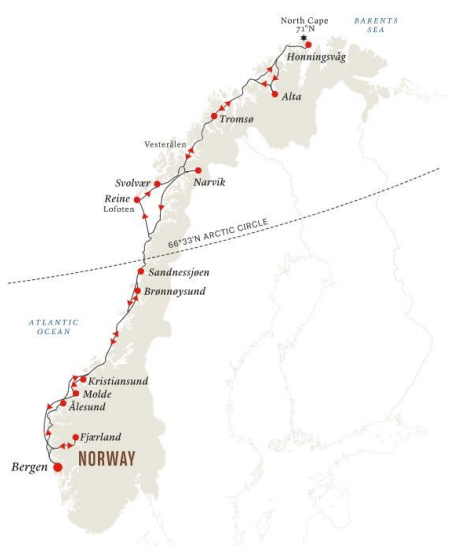 North Cape
71°N
BARENTS
SEA
Honningsvåg
Alta
Tromsø
Vesterålen
Svolvær
Narvik
Reine
Lofoten
66°33'N ARCTIC CIRCLE
Sandnessjøen
Brønnøysund
ATLANTIC
OCEAN
Kristiansund
Molde
Ålesund
Fjærland
Bergen
NORWAY